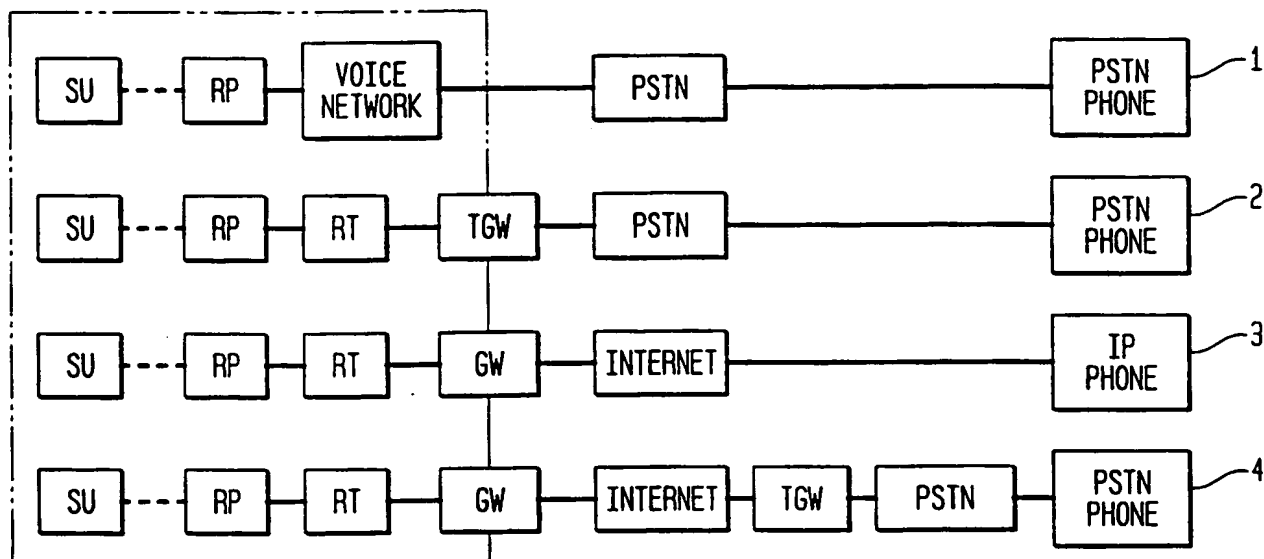 SU RP VOICE NETWORK PSTN PSTN PHONE 1
SU RP RT TGW PSTN PSTN PHONE 2
SU RP RT GW INTERNET IP PHONE 3
SU RP RT GW INTERNET TGW PSTN PSTN PHONE 4